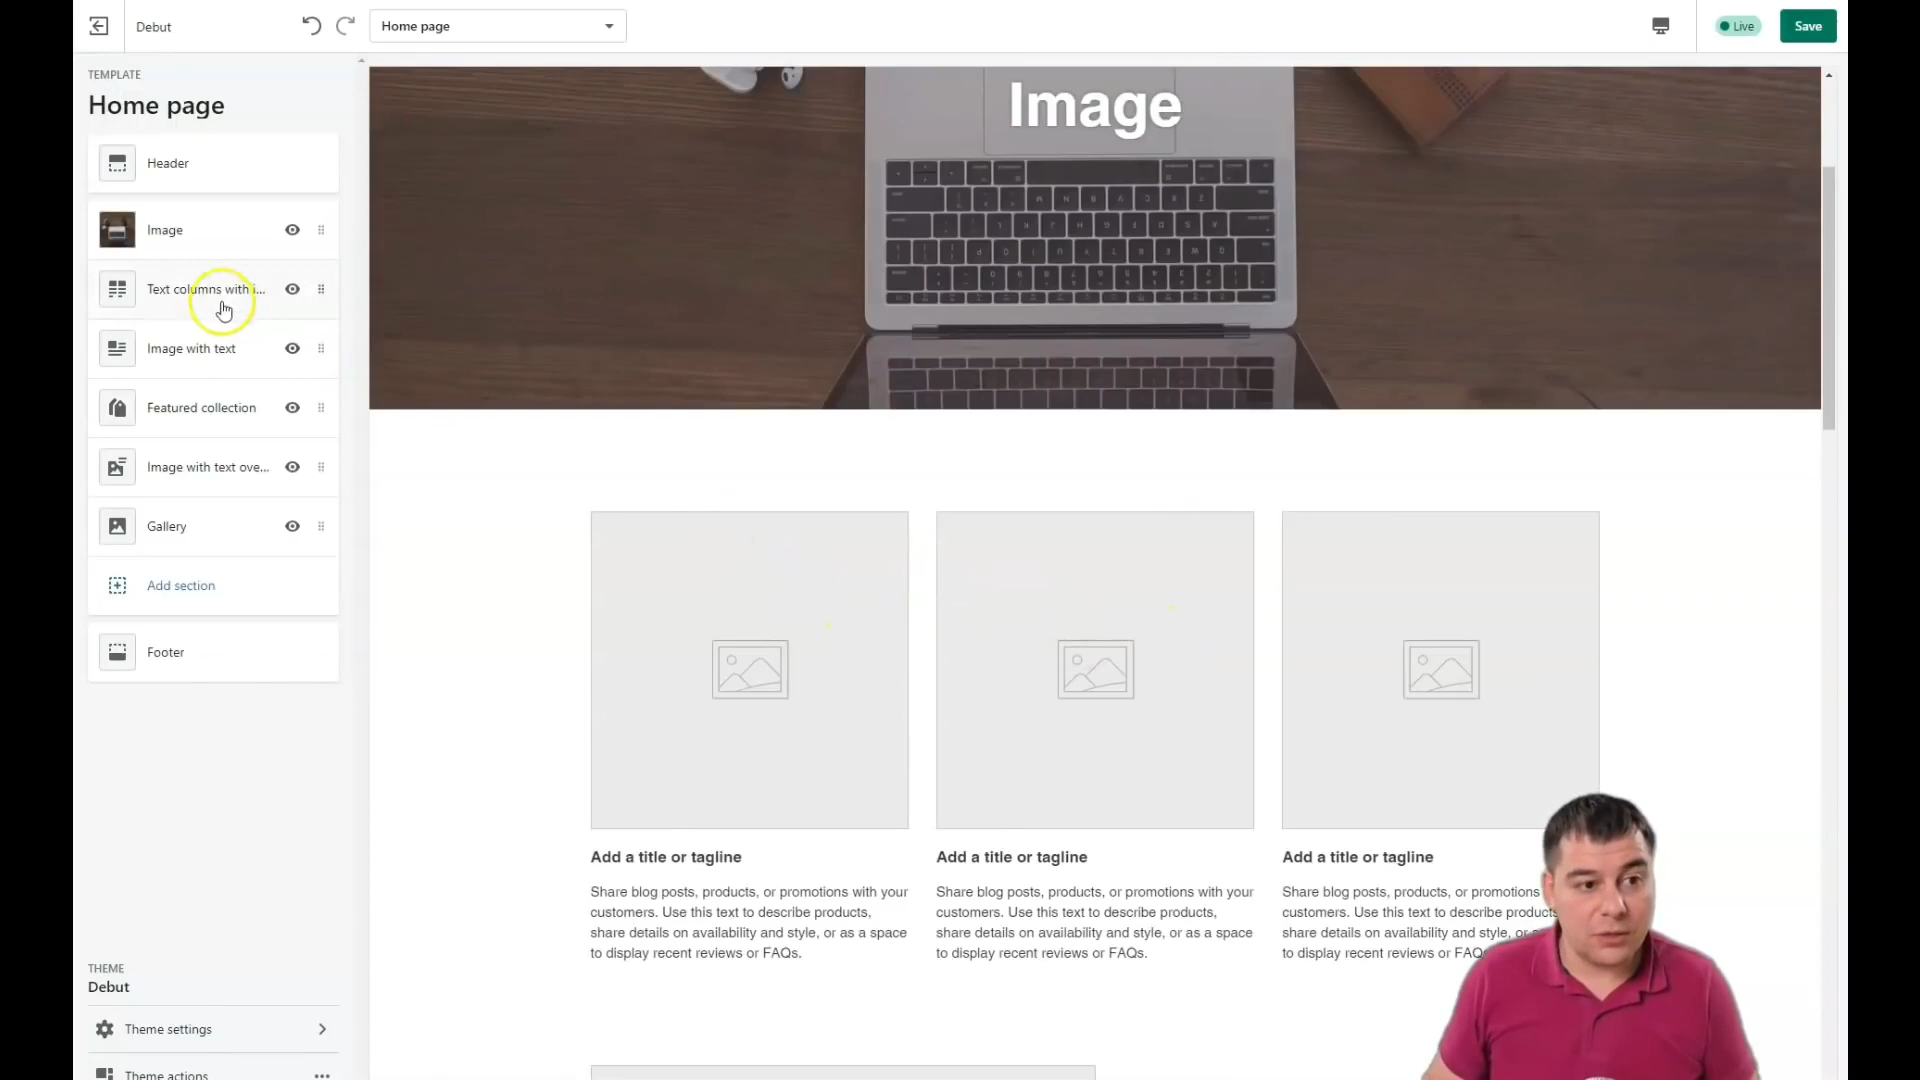 Debut
Home page
Live
Save
TEMPLATE
Home page
Header
Image
Text columns with i...
Image with text
Featured collection
Image with text ove...
Gallery
Add section
Footer
THEME
Debut
Theme settings
Theme actions
Image
Add a title or tagline
Share blog posts, products, or promotions with your
customers. Use this text to describe products,
share details on availability and style, or as a space
to display recent reviews or FAQs.
Add a title or tagline
Share blog posts, products, or promotions with your
customers. Use this text to describe products,
share details on availability and style, or as a space
to display recent reviews or FAQs.
Add a title or tagline
Share blog posts, products, or promotions
customers. Use this text to describe products
share details on availability and style, or
to display recent reviews or